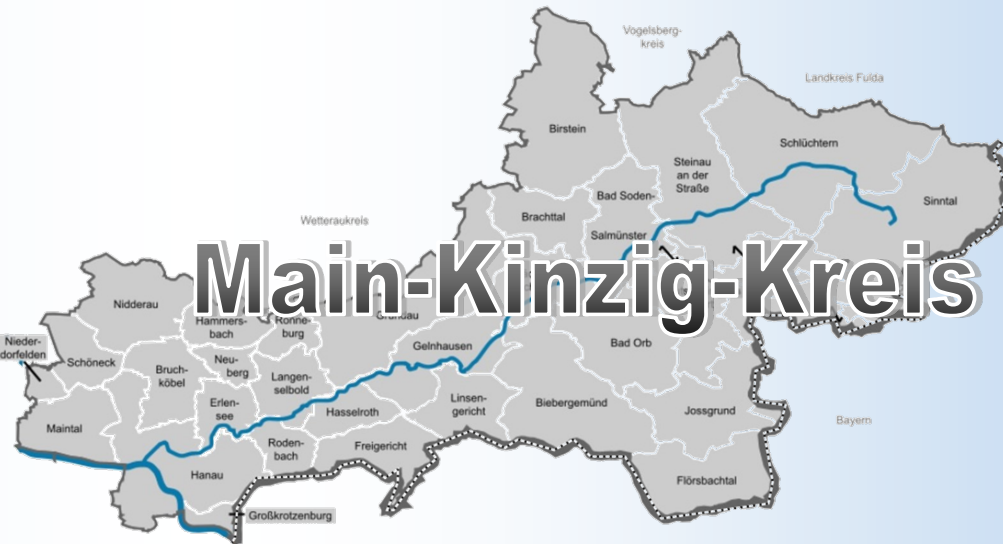 Vogelsberg-
kreis
Landkreis Fulda
Birstein
Schlüchtern
Steinau
an der
Straße
Bad Soden-
Salmünster
Sinntal
Brachttal
Wetteraukreis
Main-Kinzig-Kreis
Nidderau
Hammers-
bach
Ronne-
burg
Gründau
Nieder-
dorfelden
Schöneck
Bruch-
köbel
Neu-
berg
Langen-
selbold
Gelnhausen
Bad Orb
Erlen-
see
Hasselroth
Linsen-
gericht
Biebergemünd
Jossgrund
Bayern
Maintal
Roden-
bach
Freigericht
Hanau
Flörsbachtal
Großkrotzenburg